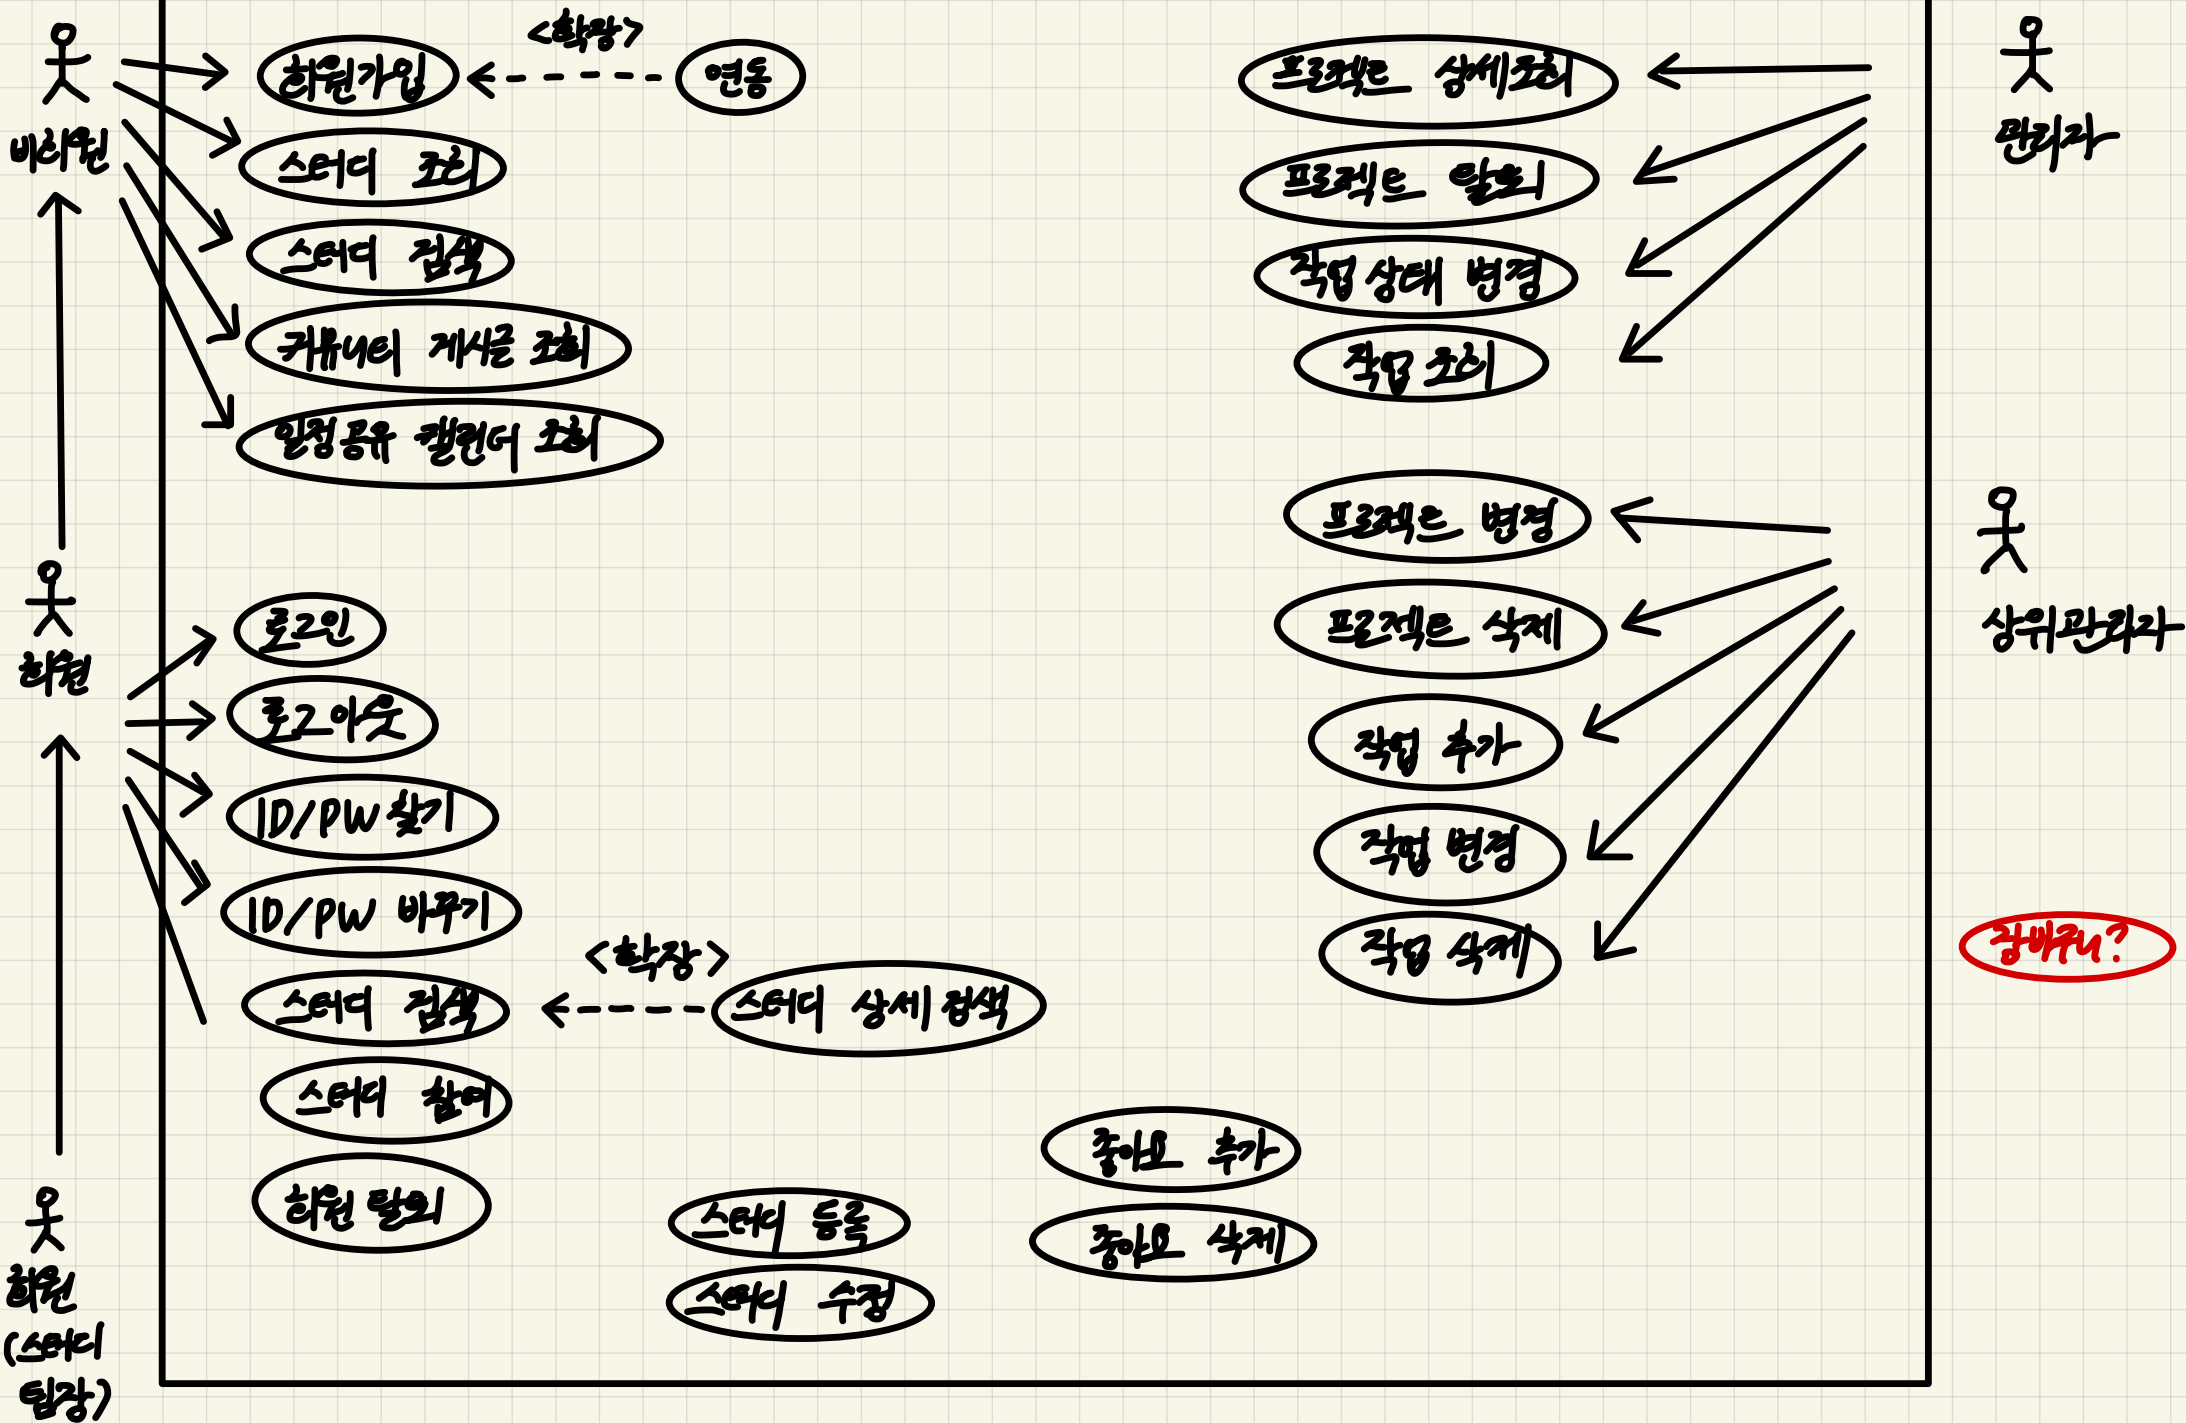 비회원
회원가입
<확장>
연동
스터디 조회
스터디 검색
커뮤니티 게시글 조회
일정공유 캘린더 조회
회원
로그인
로그아웃
ID/PW 찾기
ID/PW 바꾸기
스터디 검색
<확장>
스터디 상세 검색
스터디 참여
회원 탈퇴
회원
(스터디
팀장)
스터디 등록
스터디 수정
좋아요 추가
좋아요 삭제
프로젝트 상세조회
프로젝트 탈퇴
작업 상태 변경
작업 조회
관리자
프로젝트 변경
프로젝트 삭제
작업 추가
작업 변경
작업 삭제
상위관리자
장바구니?